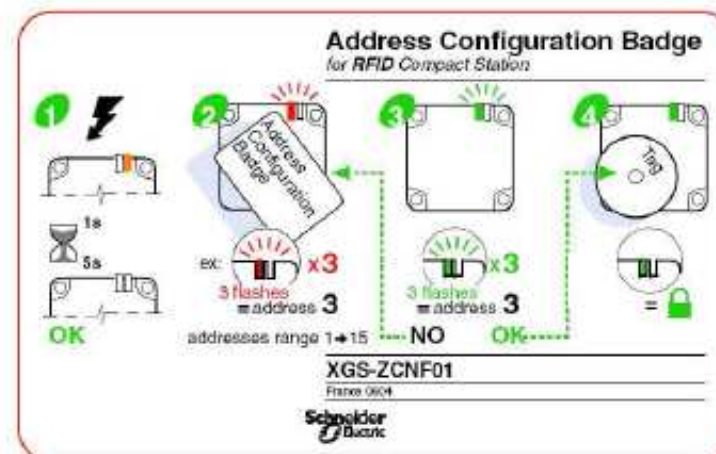 Address Configuration Badge
for RFID Compact Station
1
2
3
4
Address
Configuration
Badge
Tag
1s
5s
OK
ex:
x3
3 flashes
= address 3
addresses range 1→15
x3
3 flashes
= address 3
NO
OK
=
XGS-ZCNF01
France 0604
Schneider
Electric